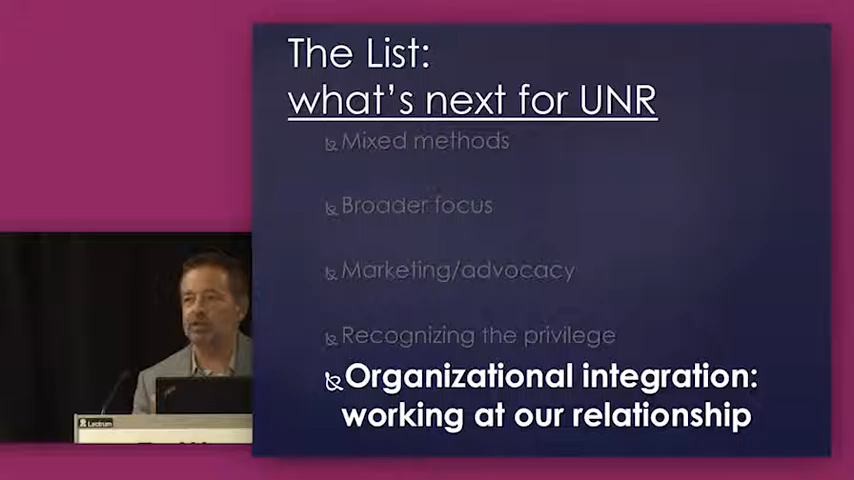 The List:
what's next for UNR
Mixed methods
Broader focus
Marketing/advocacy
Recognizing the privilege
Organizational integration:
working at our relationship
Lectrum